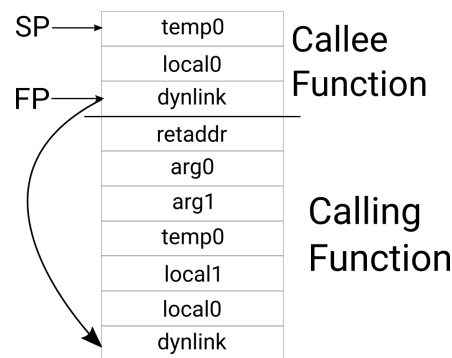 SP
temp0
Callee
Function
local0
FP
dynlink
retaddr
arg0
arg1
temp0
local1
local0
dynlink
Calling
Function